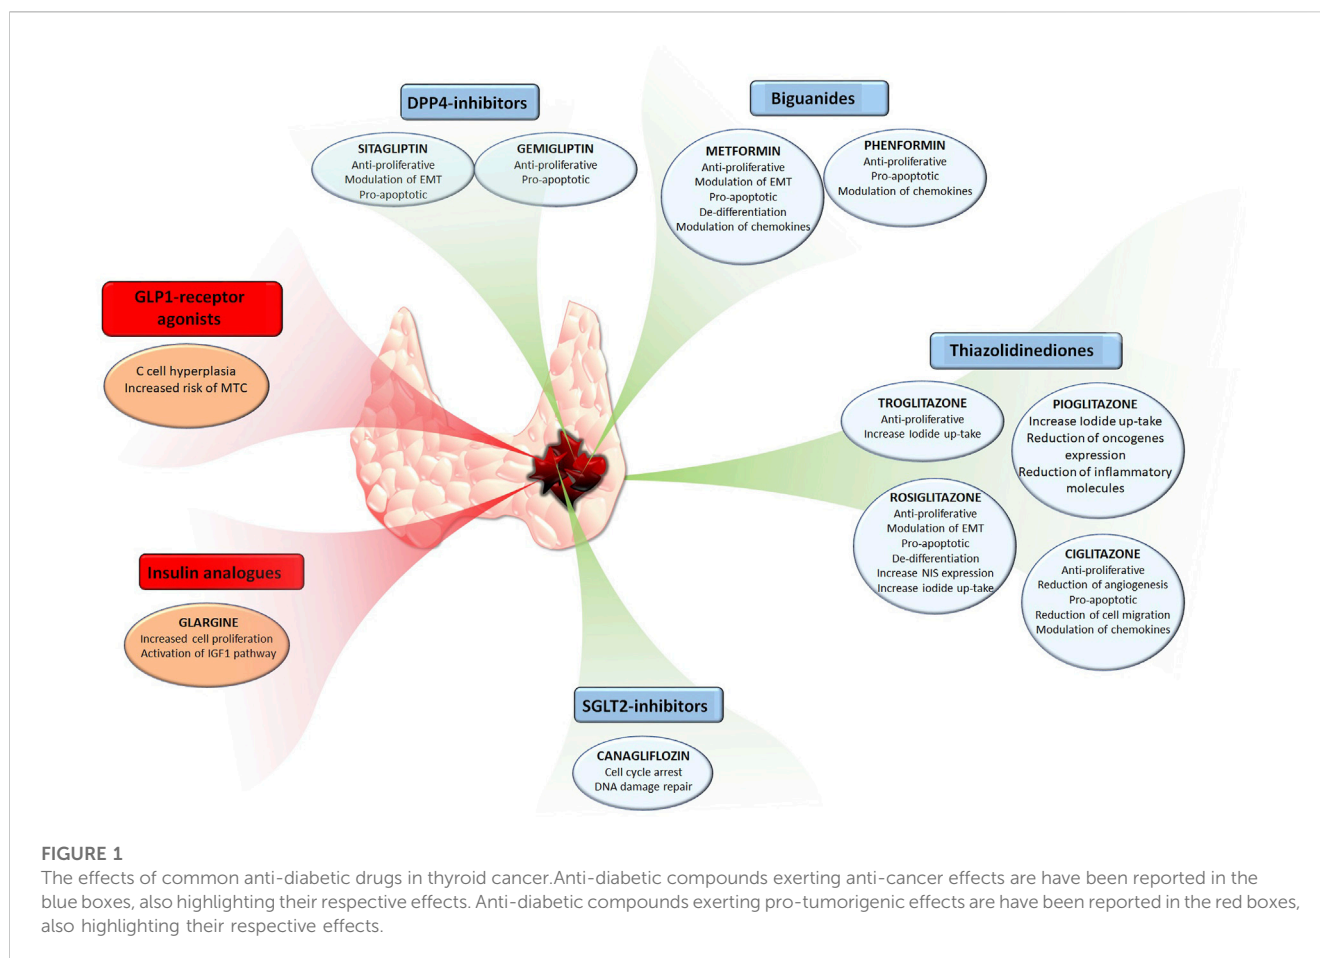 DPP4-inhibitors
SITAGLIPTIN
Anti-proliferative
Modulation of EMT
Pro-apoptotic
GEMIGLIPTIN
Anti-proliferative
Pro-apoptotic
Biguanides
METFORMIN
Anti-proliferative
Modulation of EMT
Pro-apoptotic
De-differentiation
Modulation of chemokines
PHENFORMIN
Anti-proliferative
Pro-apoptotic
Modulation of chemokines
GLP1-receptor
agonists
C cell hyperplasia
Increased risk of MTC
Thiazolidinediones
TROGLITAZONE
Anti-proliferative
Increase Iodide up-take
PIOGLITAZONE
Increase Iodide up-take
Reduction of oncogenes
expression
Reduction of inflammatory
molecules
ROSIGLITAZONE
Anti-proliferative
Modulation of EMT
Pro-apoptotic
De-differentiation
Increase NIS expression
Increase iodide up-take
CIGLITAZONE
Anti-proliferative
Reduction of angiogenesis
Pro-apoptotic
Reduction of cell migration
Modulation of chemokines
Insulin analogues
GLARGINE
Increased cell proliferation
Activation of IGF1 pathway
SGLT2-inhibitors
CANAGLIFLOZIN
Cell cycle arrest
DNA damage repair
FIGURE 1
The effects of common anti-diabetic drugs in thyroid cancer.Anti-diabetic compounds exerting anti-cancer effects are have been reported in the
blue boxes, also highlighting their respective effects. Anti-diabetic compounds exerting pro-tumorigenic effects are have been reported in the red boxes,
also highlighting their respective effects.